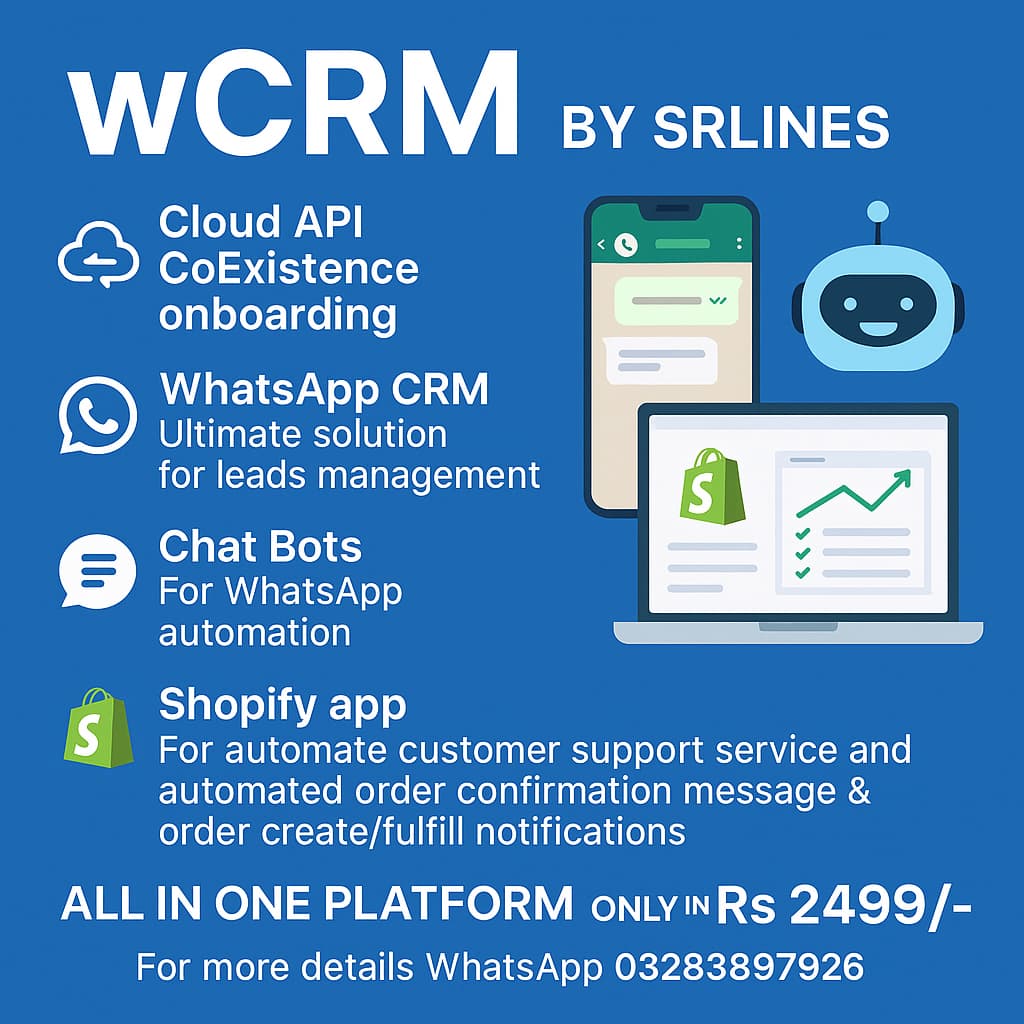 wCRM BY SRLINES
Cloud API
CoExistence
onboarding
WhatsApp CRM
Ultimate solution
for leads management
Chat Bots
For WhatsApp
automation
Shopify app
For automate customer support service and
automated order confirmation message &
order create/fulfill notifications
ALL IN ONE PLATFORM ONLY IN Rs 2499/-
For more details WhatsApp 03283897926